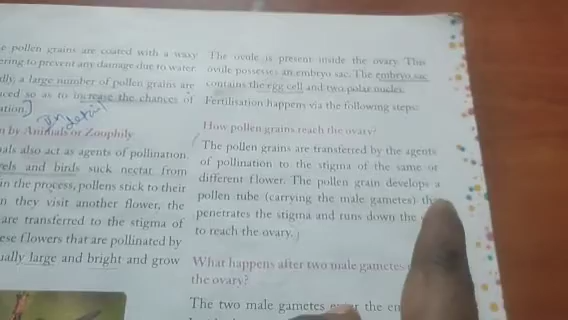 e pollen grains are coated with a waxy
ering to prevent any damage due to water.
dly, a large number of pollen grains are
uced so as to increase the chances of
ation.]
In detail
n by Animals or Zoophily
als also act as agents of pollination.
els and birds suck nectar from
in the process, pollens stick to their
n they visit another flower, the
are transferred to the stigma of
ese flowers that are pollinated by
ually large and bright and grow
The ovule is present inside the ovary. This
ovule possesses an embryo sac. The embryo sac
contains the egg cell and two polar nuclei.
Fertilisation happens via the following steps:
How pollen grains reach the ovary?
The pollen grains are transferred by the agents
of pollination to the stigma of the same or
different flower. The pollen grain develops a
pollen tube (carrying the male gametes)
penetrates the stigma and runs down the
to reach the ovary.
What happens after two male gametes
the ovary?
The two male gametes the